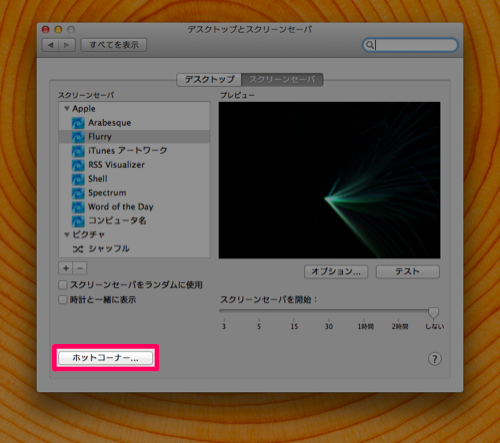 デスクトップとスクリーンセーバ
すべてを表示
デスクトップ
スクリーンセーバ
スクリーンセーバ
プレビュー
Apple
Arabesque
Flurry
iTunes アートワーク
RSS Visualizer
Shell
Spectrum
Word of the Day
コンピュータ名
ピクチャ
シャッフル
+ −
オプション...
テスト
スクリーンセーバをランダムに使用
時計と一緒に表示
スクリーンセーバを開始：
3 5 15 30 1時間 2時間 しない
ホットコーナー...
?